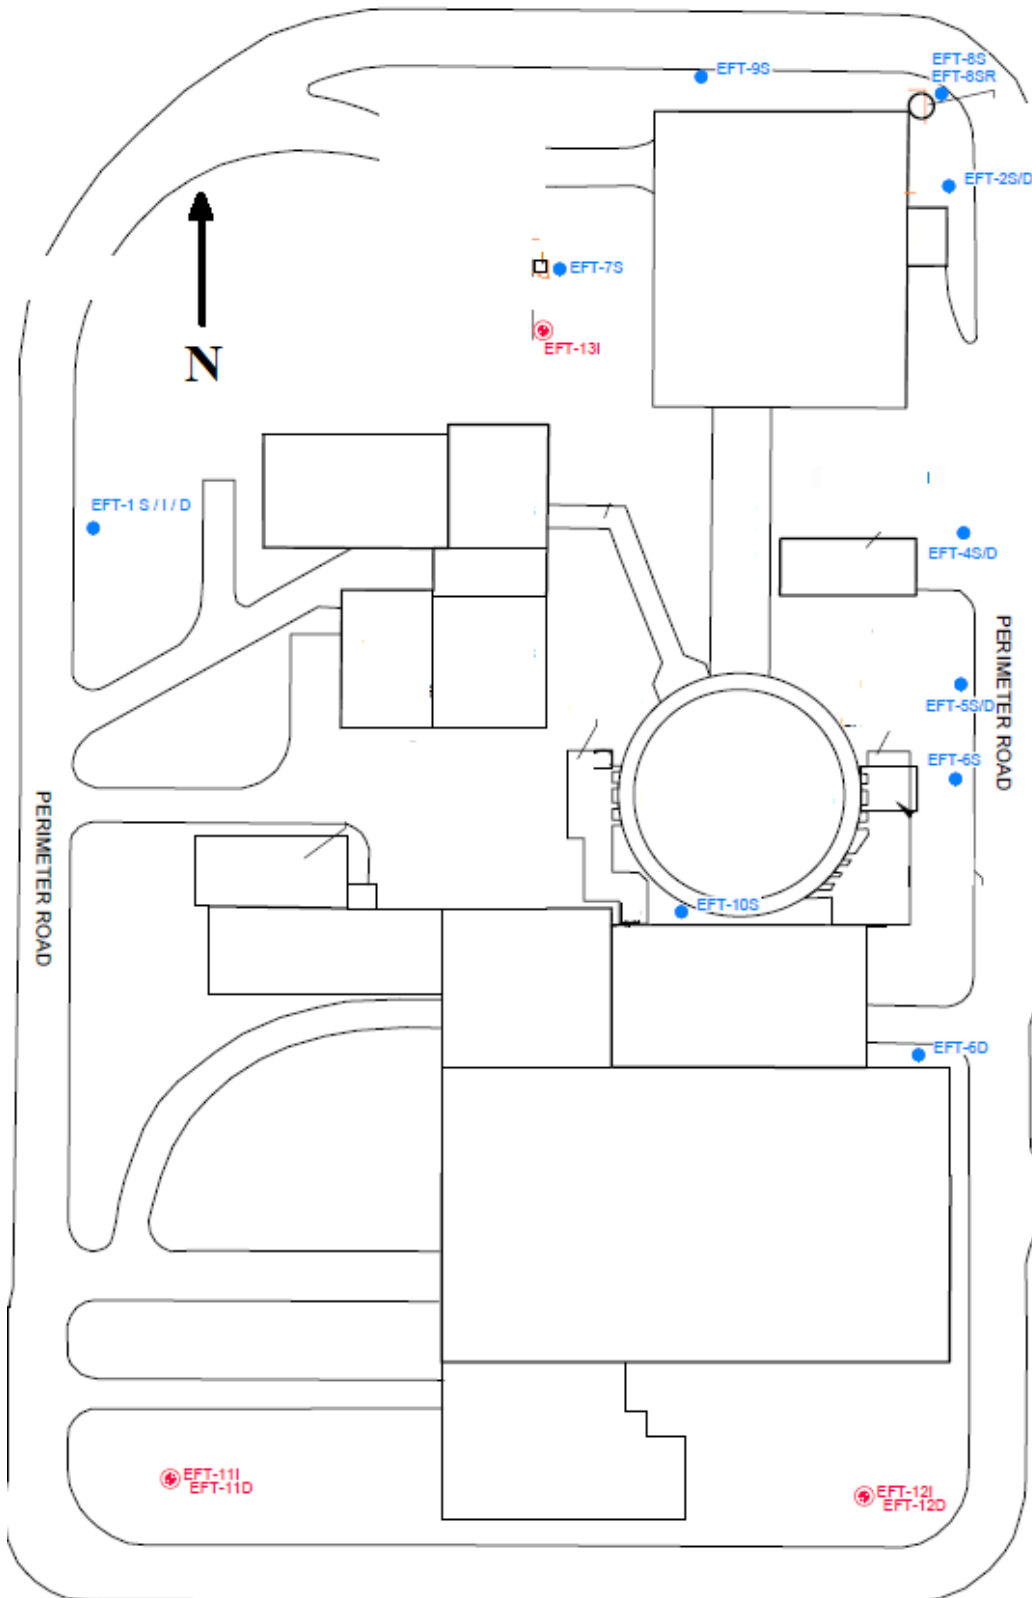 EFT-8S
EFT-9S
EFT-8SR
EFT-2S/D
EFT-7S
EFT-13I
N
EFT-1 S / I / D
EFT-4S/D
PERIMETER ROAD
EFT-5S/D
EFT-6S
PERIMETER ROAD
EFT-10S
EFT-6D
EFT-11I
EFT-11D
EFT-12I
EFT-12D